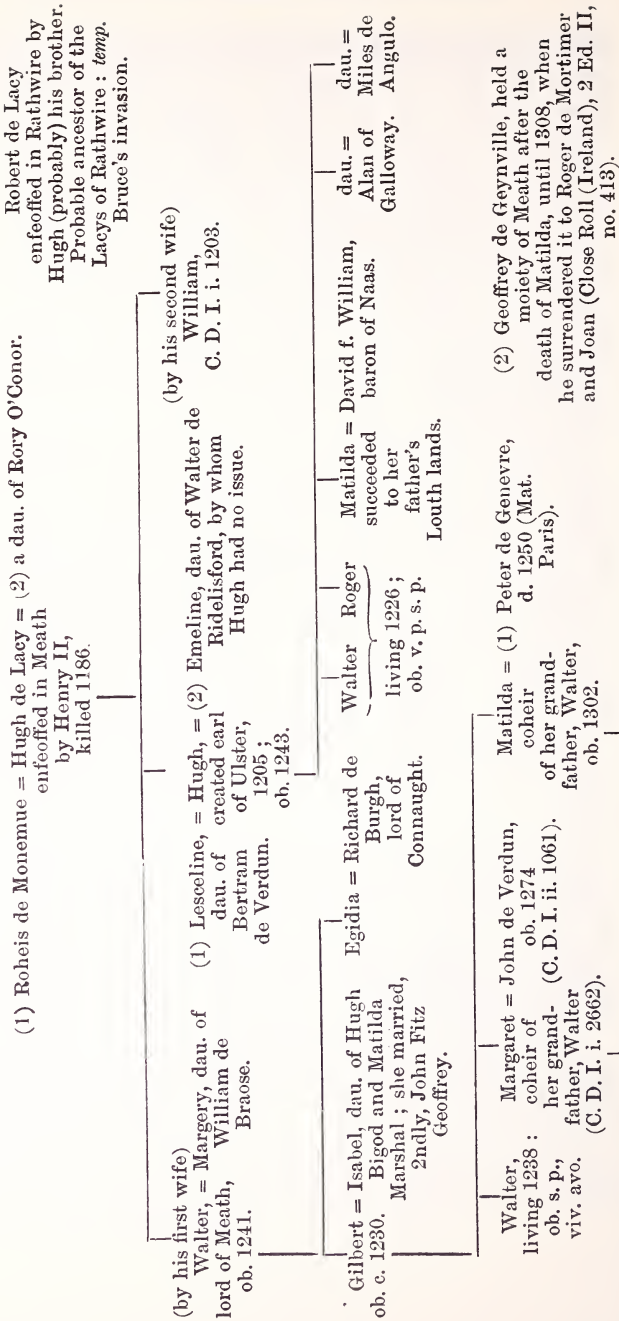 (1) Roheis de Monemue = Hugh de Lacy = (2) a dau. of Rory O'Conor.
enfeoffed in Meath
by Henry II,
killed 1186.
Robert de Lacy
enfeoffed in Rathwire by
Hugh (probably) his brother.
Probable ancestor of the
Lacys of Rathwire : temp.
Bruce's invasion.
(by his first wife)
Walter, = Margery, dau. of
lord of Meath, William de
ob. 1241. Braose.
(1) Lesceline, = Hugh, = (2) Emeline, dau. of Walter de
dau. of created earl Ridelisford, by whom
Bertram of Ulster, Hugh had no issue.
de Verdun. 1205 ;
ob. 1243.
(by his second wife)
William,
C. D. I. i. 1203.
Gilbert = Isabel, dau. of Hugh
ob. c. 1230. Bigod and Matilda
Marshal ; she married,
2ndly, John Fitz
Geoffrey.
Egidia = Richard de
Burgh,
lord of
Connaught.
Walter Roger
living 1226 ;
ob. v. p. s. p.
Matilda = David f. William,
succeeded baron of Naas.
to her
father's
Louth lands.
dau. =
Alan of
Galloway.
dau. =
Miles de
Angulo.
Walter,
living 1238 :
ob. s. p.,
viv. avo.
Margaret = John de Verdun,
coheir of ob. 1274
her grand- (C. D. I. ii. 1061).
father, Walter
(C. D. I. i. 2662).
Matilda = (1) Peter de Genevre,
coheir d. 1250 (Mat.
of her grand- Paris).
father, Walter,
ob. 1302.
(2) Geoffrey de Geynville, held a
moiety of Meath after the
death of Matilda, until 1308, when
he surrendered it to Roger de Mortimer
and Joan (Close Roll (Ireland), 2 Ed. II,
no. 413).